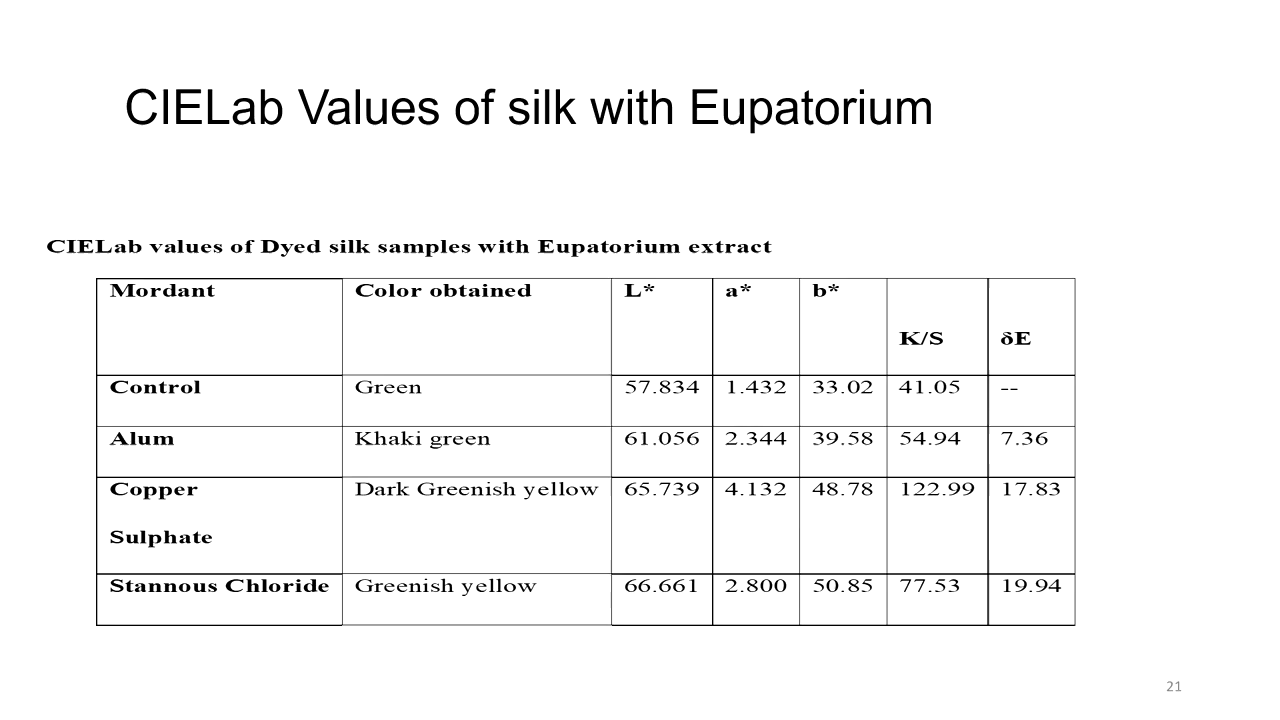 CIELab Values of silk with Eupatorium
CIELab values of Dyed silk samples with Eupatorium extract
Mordant Color obtained L* a* b*
K/S δE
Control Green 57.834 1.432 33.02 41.05 --
Alum Khaki green 61.056 2.344 39.58 54.94 7.36
Copper Dark Greenish yellow 65.739 4.132 48.78 122.99 17.83
Sulphate
Stannous Chloride Greenish yellow 66.661 2.800 50.85 77.53 19.94
21